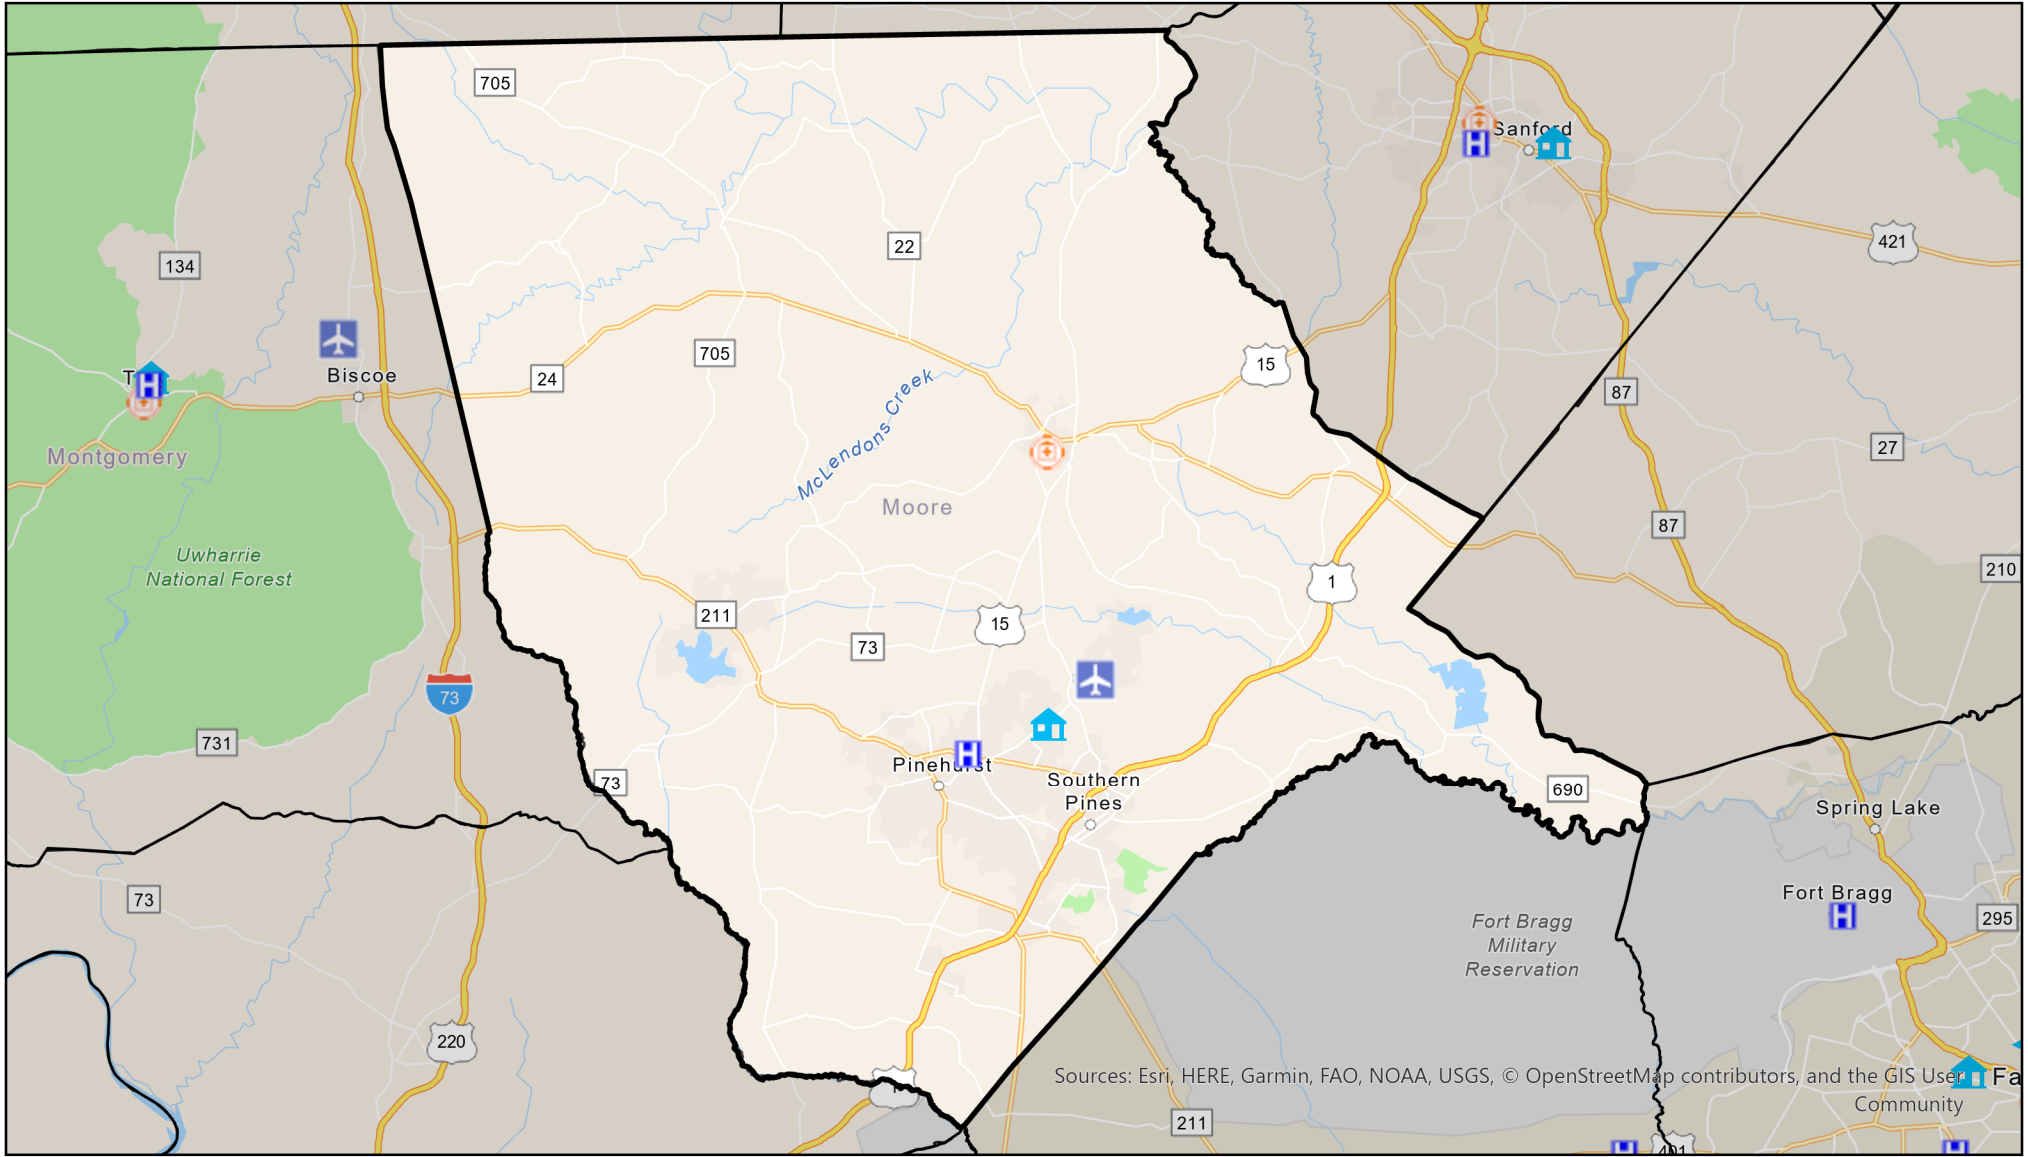 705
Sanford
22
421
134
15
705
Biscoe
24
T
87
McLendons Creek
27
Montgomery
Moore
87
Uwharrie
National Forest
210
1
211
15
73
73
731
Pinehurst
Southern
Pines
73
690
Spring Lake
73
Fort Bragg
295
Fort Bragg
Military
Reservation
220
Sources: Esri, HERE, Garmin, FAO, NOAA, USGS, © OpenStreetMap contributors, and the GIS User
Community
Fa
1
211
401